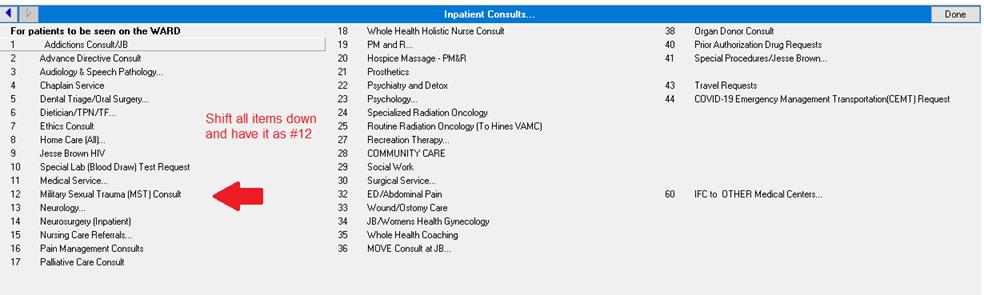 Inpatient Consults...
Done
For patients to be seen on the WARD
1 Addictions Consult/JB
2 Advance Directive Consult
3 Audiology & Speech Pathology...
4 Chaplain Service
5 Dental Triage/Oral Surgery...
6 Dietician/TPN/TF...
7 Ethics Consult
8 Home Care (All)...
9 Jesse Brown HIV
10 Special Lab (Blood Draw) Test Request
11 Medical Service...
12 Military Sexual Trauma (MST) Consult
13 Neurology...
14 Neurosurgery (Inpatient)
15 Nursing Care Referrals...
16 Pain Management Consults
17 Palliative Care Consult
Shift all items down
and have it as #12
18 Whole Health Holistic Nurse Consult
19 PM and R...
20 Hospice Massage - PM&R
21 Prosthetics
22 Psychiatry and Detox
23 Psychology...
24 Specialized Radiation Oncology
25 Routine Radiation Oncology (To Hines VAMC)
27 Recreation Therapy...
28 COMMUNITY CARE
29 Social Work
30 Surgical Service...
32 ED/Abdominal Pain
33 Wound/Ostomy Care
34 JB/Womens Health Gynecology
35 Whole Health Coaching
36 MOVE Consult at JB...
38 Organ Donor Consult
40 Prior Authorization Drug Requests
41 Special Procedures/Jesse Brown...
43 Travel Requests
44 COVID-19 Emergency Management Transportation(CEMT) Request
60 IFC to OTHER Medical Centers...